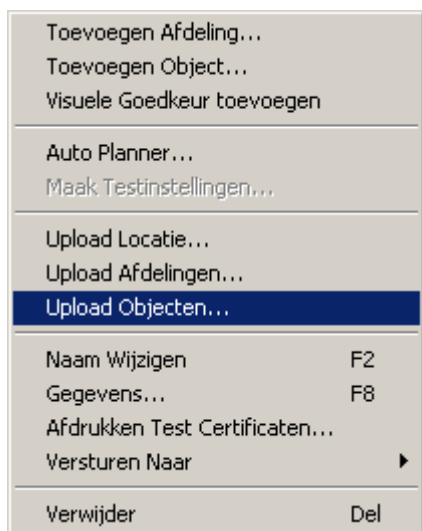 Toevoegen Afdeling...
Toevoegen Object...
Visuele Goedkeur toevoegen
Auto Planner...
Maak Testinstellingen...
Upload Locatie...
Upload Afdelingen...
Upload Objecten...
Naam Wijzigen F2
Gegevens... F8
Afdrukken Test Certificaten...
Versturen Naar
Verwijder Del